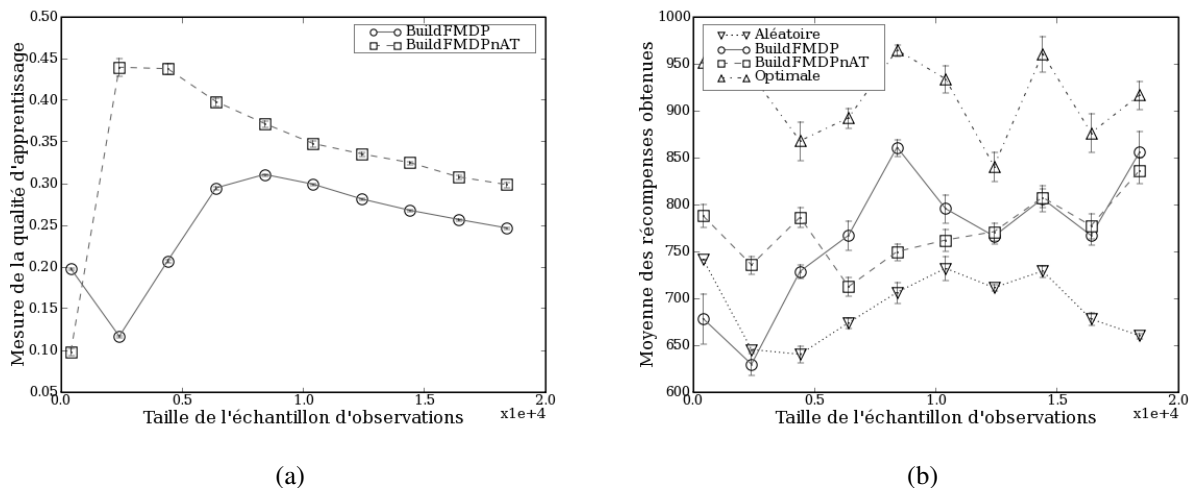 0.50
0.45
0.40
0.35
0.30
0.25
0.20
0.15
0.10
0.05
0.0
0.5
1.0
1.5
2.0
x1e+4
Mesure de la qualité d'apprentissage
Taille de l'échantillon d'observations
BuildFMDP
BuildFMDPnAT
(a)
1000
950
900
850
800
750
700
650
600
0.0
0.5
1.0
1.5
2.0
x1e+4
Moyenne des récompenses obtenues
Taille de l'échantillon d'observations
Aléatoire
BuildFMDP
BuildFMDPnAT
Optimale
(b)